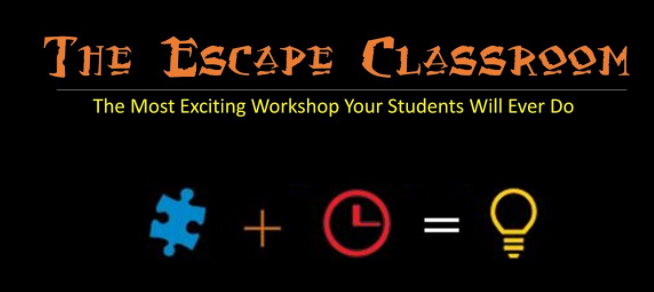 The Escape Classroom
The Most Exciting Workshop Your Students Will Ever Do
+ =